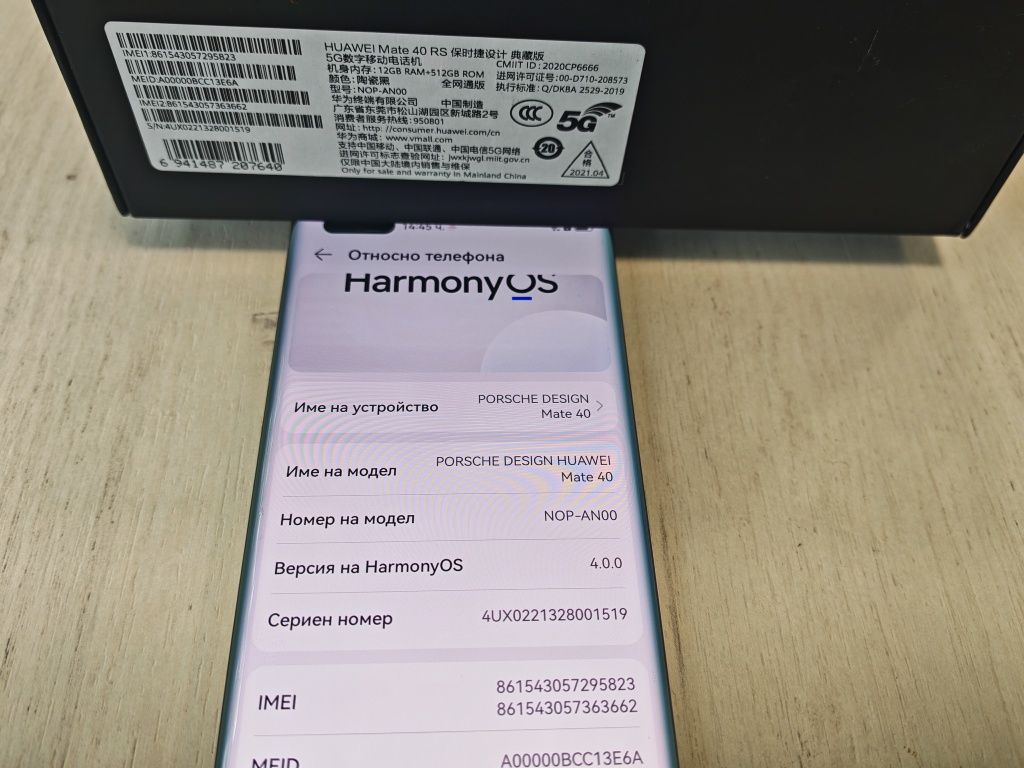 IMEI1:861543057295823
MEID:A00000BCC13E6A
IMEI2:861543057363662
S/N:4UX0221328001519
6 941487 207640
HUAWEI Mate 40 RS 保时捷设计 典藏版
5G数字移动电话机
CMIIT ID：2020CP6666
机身内存：12GB RAM+512GB ROM
进网许可证号：00-D710-208573
颜色：陶瓷黑
全网通版
执行标准：Q/DKBA 2529-2019
型号：NOP-AN00
华为终端有限公司
中国制造
广东省东莞市松山湖园区新城路2号
消费者服务热线：950801
网址：http://consumer.huawei.com/cn
华为商城：www.vmall.com
支持中国移动、中国联通、中国电信5G网络
进网许可标志查验网址：jwxkjwgl.miit.gov.cn
仅限中国大陆境内销售与维保
Only for sale and warranty in Mainland China
CCC
5G™
20
合格
2021.04
14:45 ч.
Относно телефона
HarmonyOS
Име на устройство
PORSCHE DESIGN
Mate 40
Име на модел
PORSCHE DESIGN HUAWEI
Mate 40
Номер на модел
NOP-AN00
Версия на HarmonyOS
4.0.0
Сериен номер
4UX0221328001519
IMEI
861543057295823
861543057363662
MEID
A00000BCC13E6A